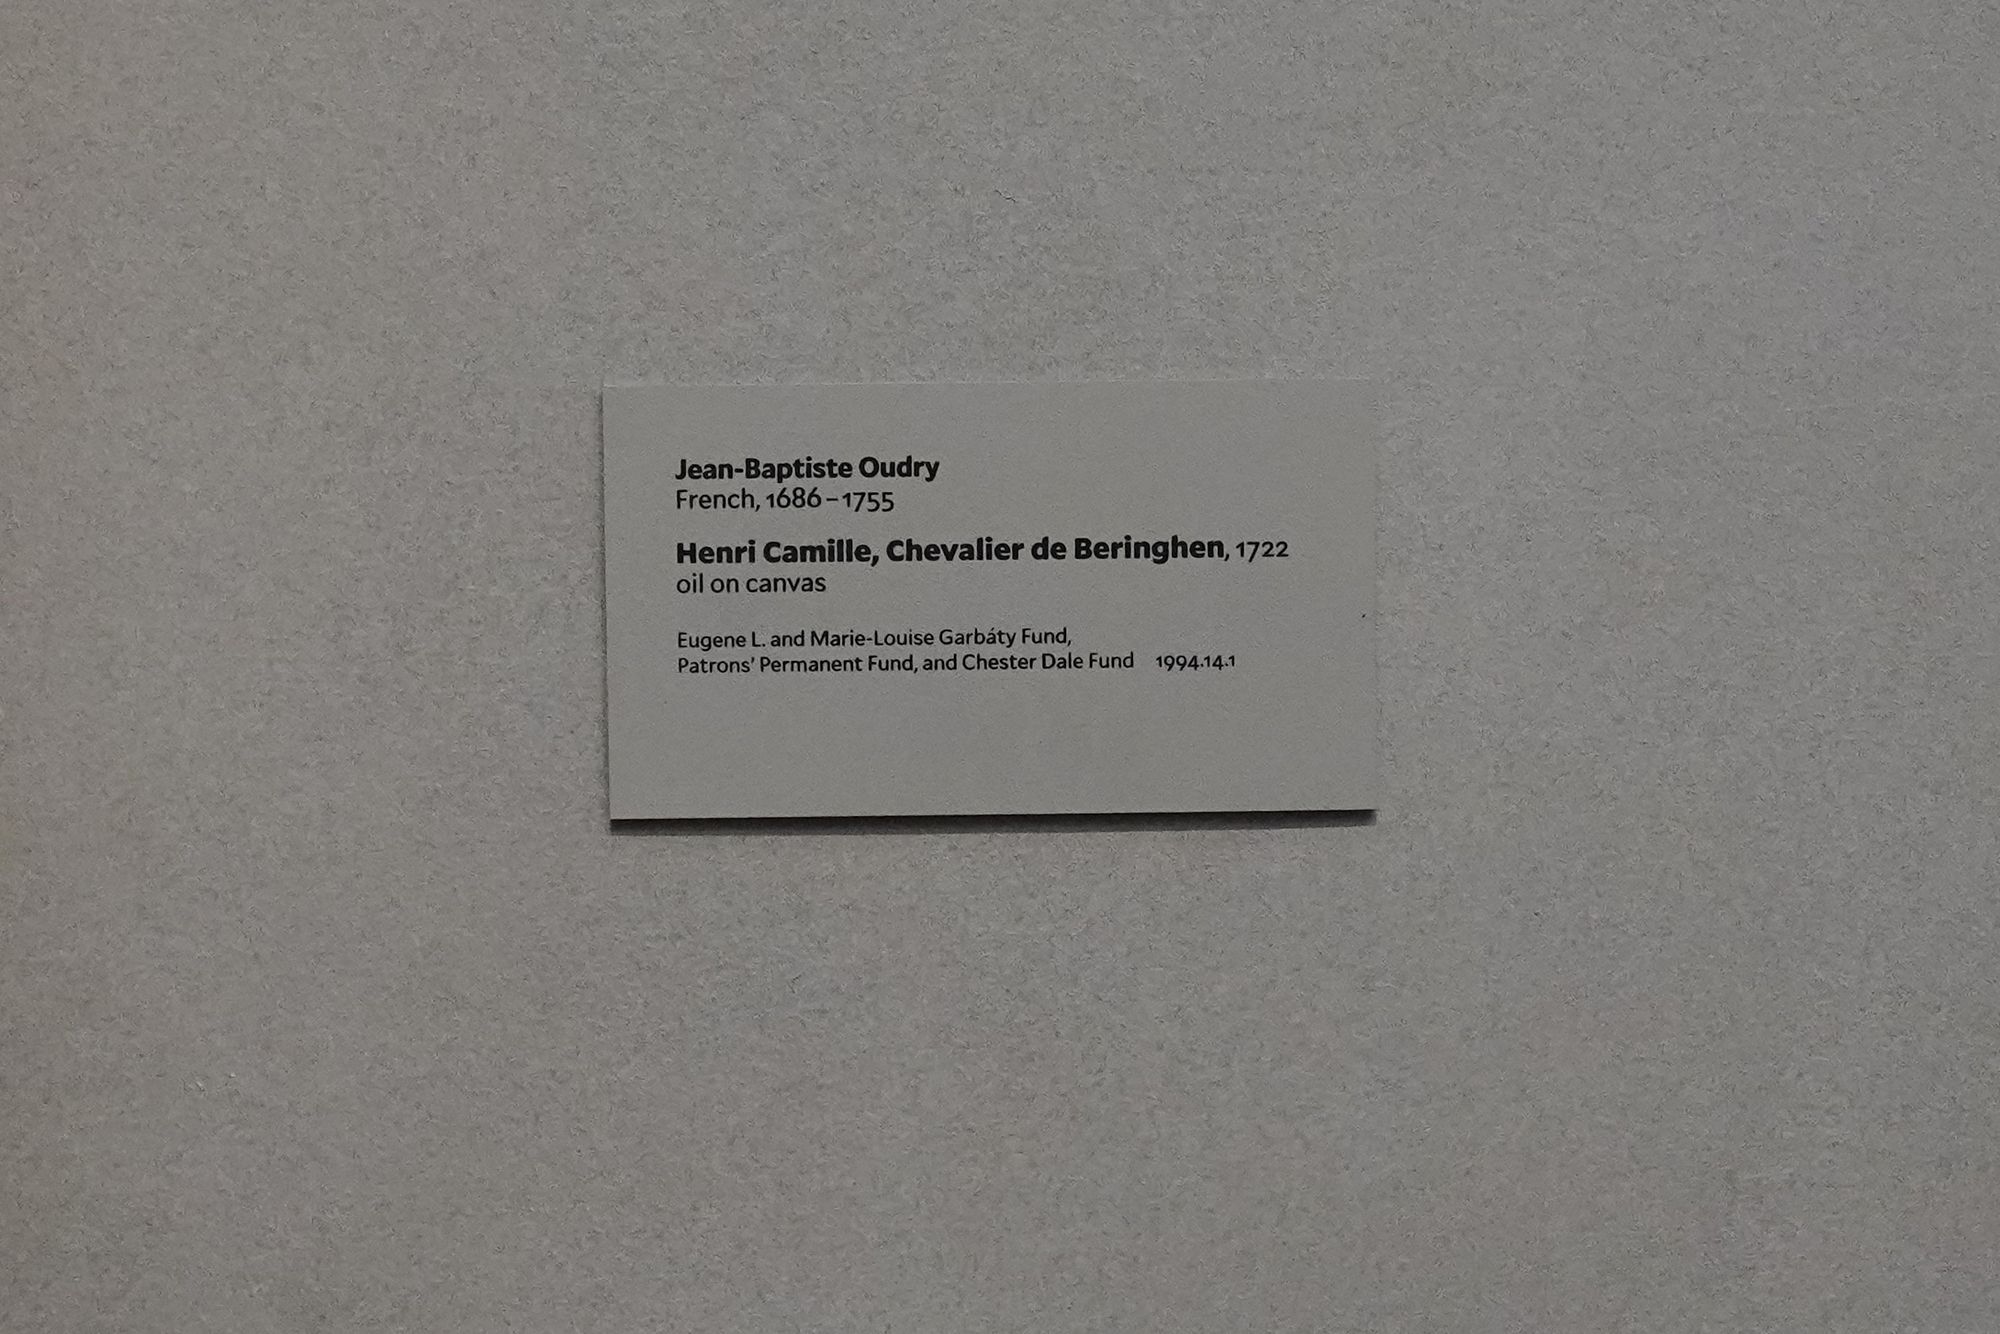 Jean-Baptiste Oudry
French, 1686–1755
Henri Camille, Chevalier de Beringhen, 1722
oil on canvas
Eugene L. and Marie-Louise Garbáty Fund,
Patrons' Permanent Fund, and Chester Dale Fund 1994.14.1